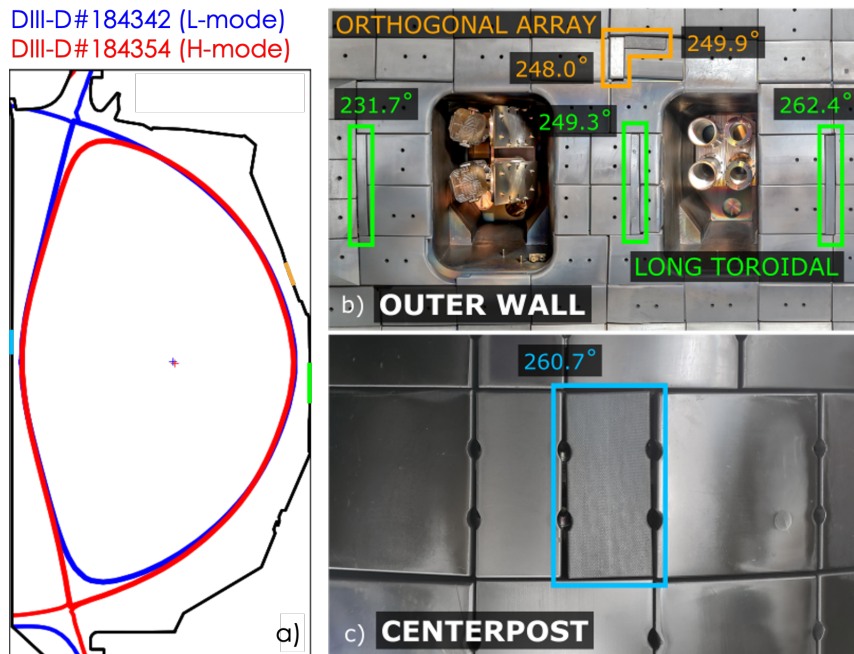 DIII-D#184342 (L-mode)
DIII-D#184354 (H-mode)
a)
ORTHOGONAL ARRAY
249.9°
248.0°
231.7°
249.3°
262.4°
LONG TOROIDAL
b) OUTER WALL
260.7°
c) CENTERPOST